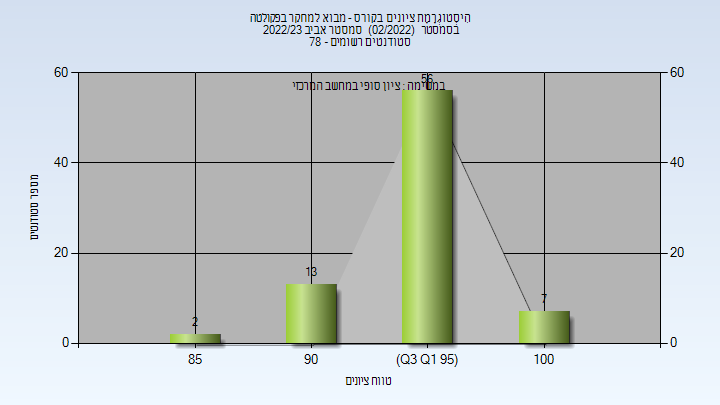 היסטוגרמת ציונים בקורס - מבוא למחקר בפקולטה
בסמסטר (02/2022) סמסטר אביב 2022/23
סטודנטים רשומים - 78
במשימה : ציון סופי במחשב המרכזי
60
40
20
0
60
40
20
0
מספר סטודנטים
2
13
56
7
85
90
(Q3 Q1 95)
100
טווח ציונים